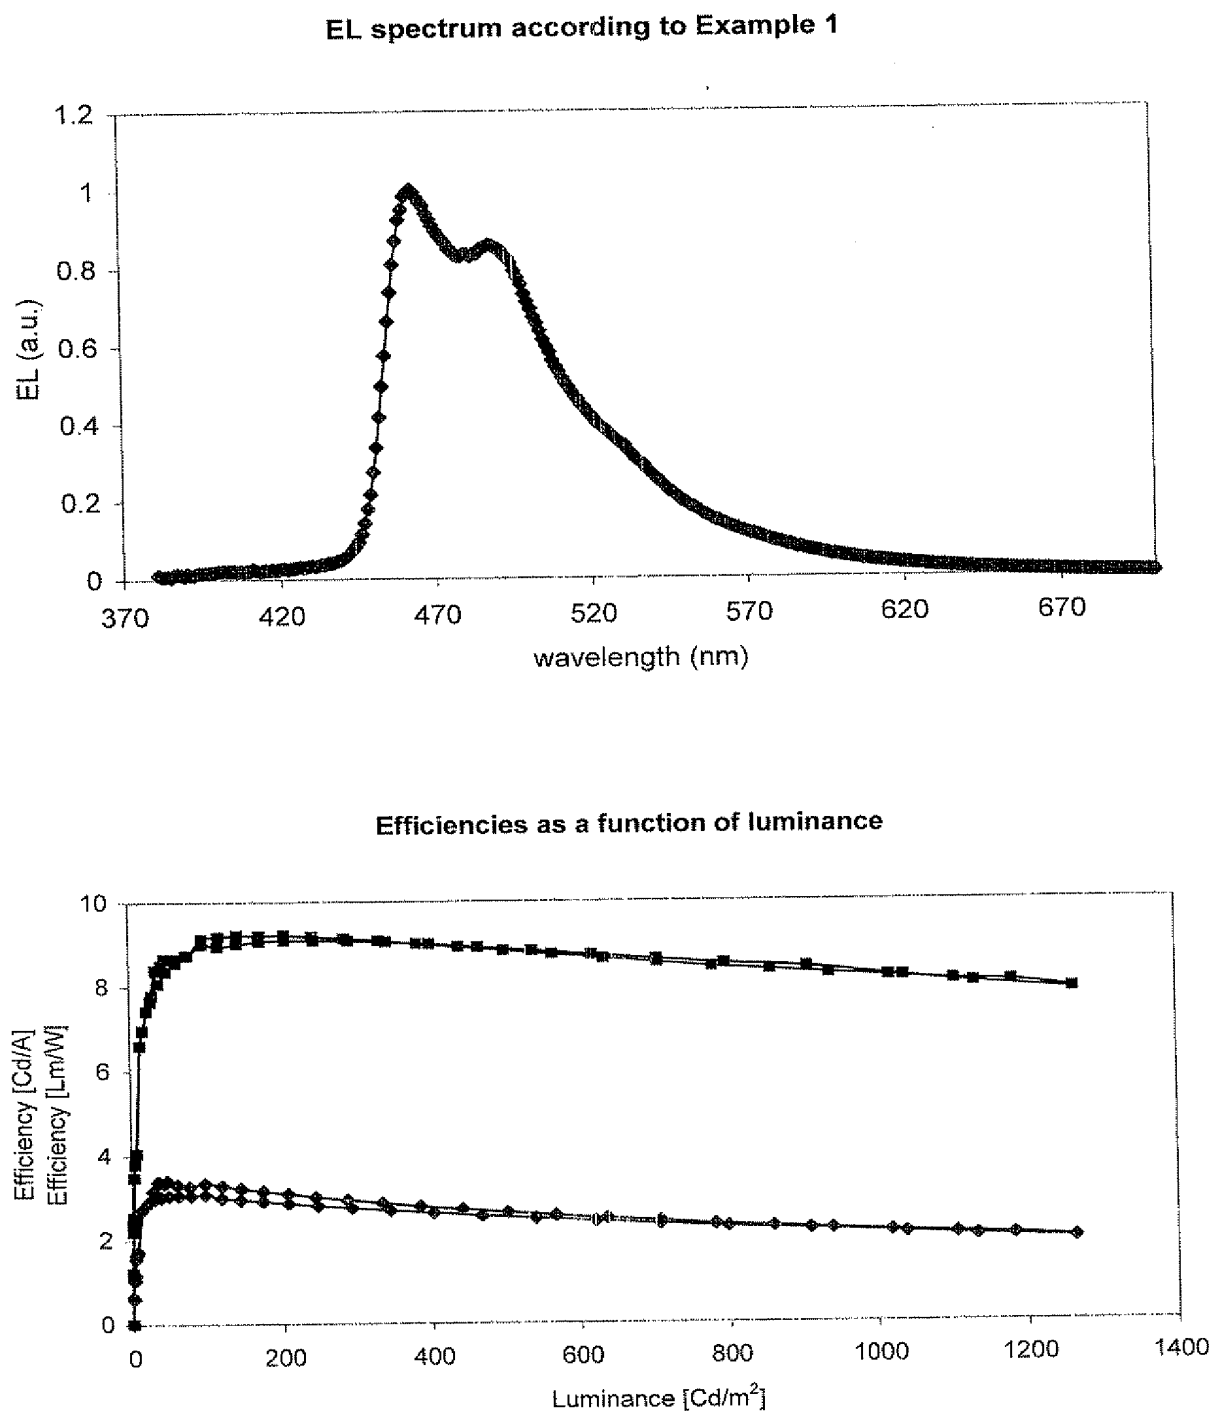 EL spectrum according to Example 1
1.2
1
0.8
0.6
0.4
0.2
0
EL (a.u.)
370 420 470 520 570 620 670
wavelength (nm)
Efficiencies as a function of luminance
10
8
6
4
2
0
Efficiency [Cd/A]
Efficiency [Lm/W]
0 200 400 600 800 1000 1200 1400
Luminance [Cd/m²]